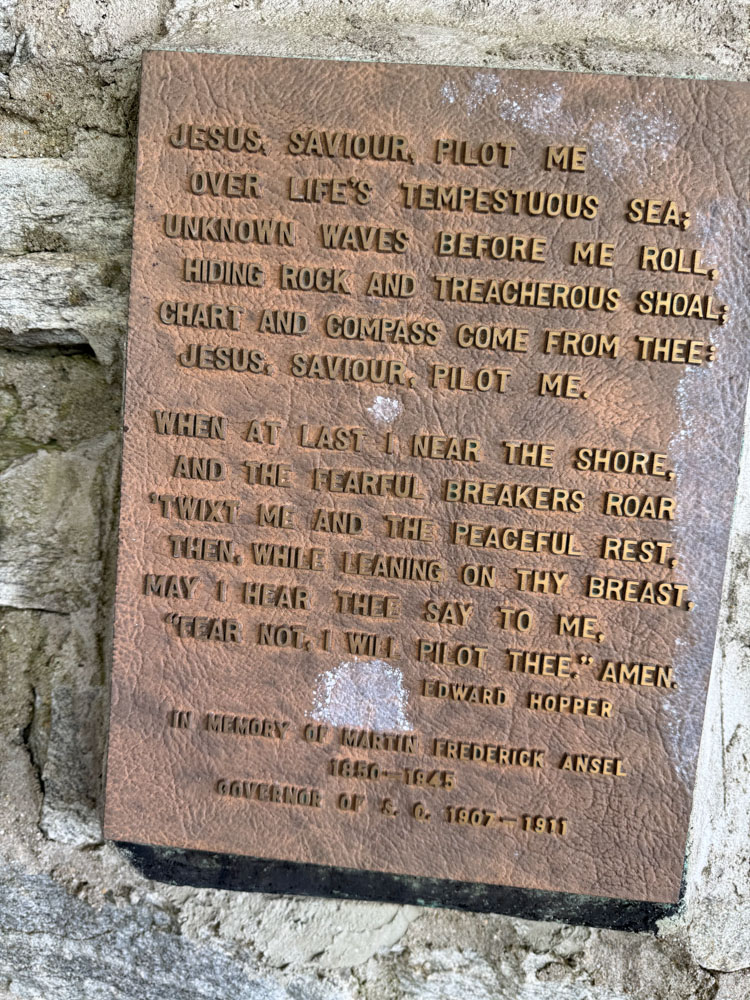 JESUS, SAVIOUR, PILOT ME
OVER LIFE'S TEMPESTUOUS SEA;
UNKNOWN WAVES BEFORE ME ROLL,
HIDING ROCK AND TREACHEROUS SHOAL;
CHART AND COMPASS COME FROM THEE:
JESUS, SAVIOUR, PILOT ME.
WHEN AT LAST I NEAR THE SHORE,
AND THE FEARFUL BREAKERS ROAR
'TWIXT ME AND THE PEACEFUL REST,
THEN, WHILE LEANING ON THY BREAST,
MAY I HEAR THEE SAY TO ME,
"FEAR NOT, I WILL PILOT THEE." AMEN.
EDWARD HOPPER
IN MEMORY OF MARTIN FREDERICK ANSEL
1850–1945
GOVERNOR OF S. C. 1907–1911